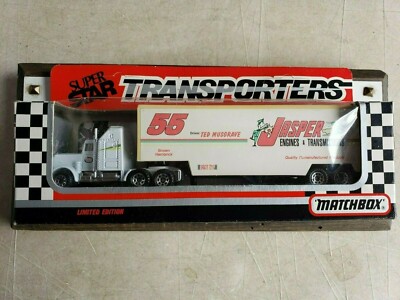 SUPER
STAR
TRANSPORTERS
55
TED MUSGRAVE
JASPER
ENGINES & TRANSMISSIONS
LIMITED EDITION
MATCHBOX